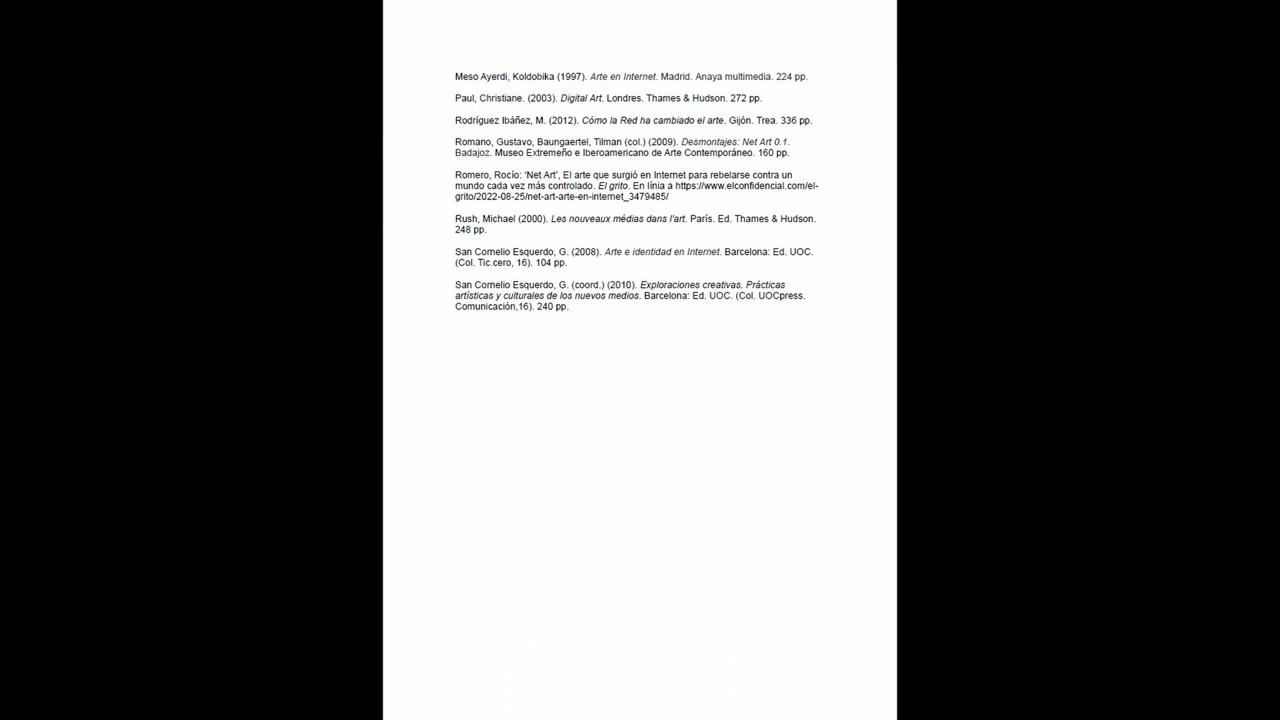 Meso Ayerdi, Koldobika (1997). Arte en Internet. Madrid. Anaya multimedia. 224 pp.
Paul, Christiane. (2003). Digital Art. Londres. Thames & Hudson. 272 pp.
Rodríguez Ibáñez, M. (2012). Cómo la Red ha cambiado el arte. Gijón. Trea. 336 pp.
Romano, Gustavo, Baungaertel, Tilman (col.) (2009). Desmontajes: Net Art 0.1.
Badajoz. Museo Extremeño e Iberoamericano de Arte Contemporáneo. 160 pp.
Romero, Rocío: ‘Net Art’, El arte que surgió en Internet para rebelarse contra un
mundo cada vez más controlado. El grito. En línia a https://www.elconfidencial.com/el-
grito/2022-08-25/net-art-arte-en-internet_3479485/
Rush, Michael (2000). Les nouveaux médias dans l’art. París. Ed. Thames & Hudson.
248 pp.
San Cornelio Esquerdo, G. (2008). Arte e identidad en Internet. Barcelona: Ed. UOC.
(Col. Tic.cero, 16). 104 pp.
San Cornelio Esquerdo, G. (coord.) (2010). Exploraciones creativas. Prácticas
artísticas y culturales de los nuevos medios. Barcelona: Ed. UOC. (Col. UOCpress.
Comunicación,16). 240 pp.